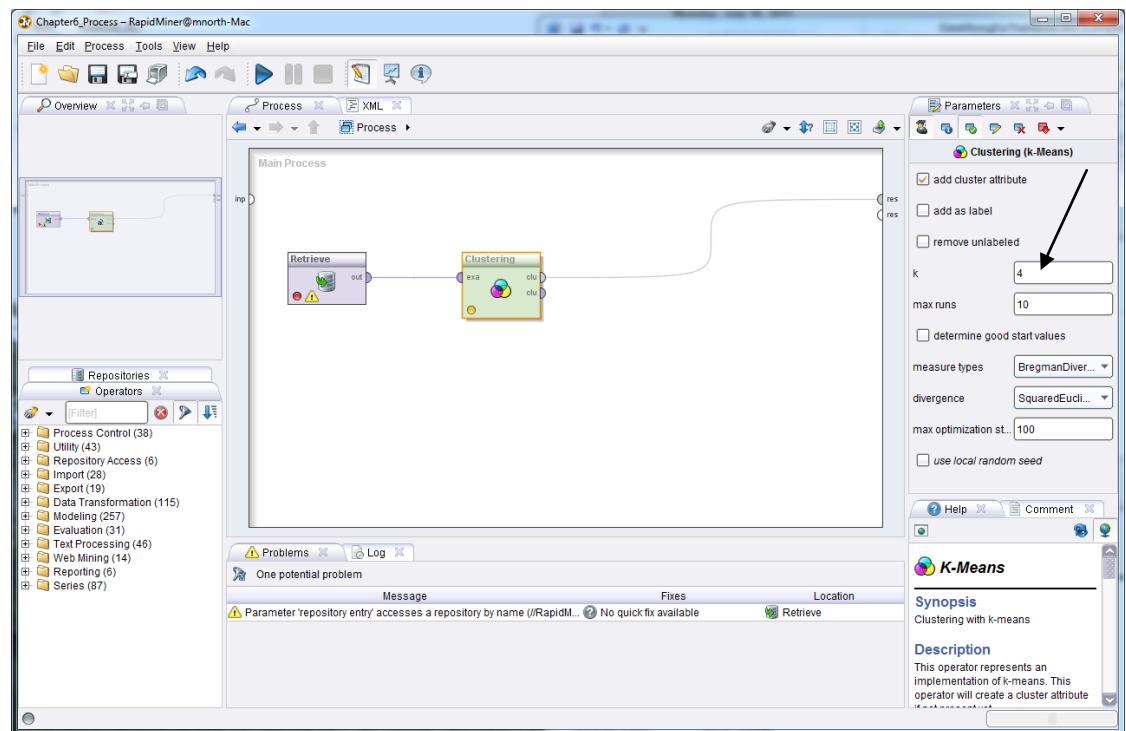 Chapter6_Process – RapidMiner@mnorth-Mac
File Edit Process Tools View Help
Overview
Process
XML
Parameters
Process
Clustering (k-Means)
Main Process
inp
res
res
Retrieve
out
Clustering
exa
clu
clu
add cluster attribute
add as label
remove unlabeled
k 4
max runs 10
determine good start values
measure types BregmanDiver...
divergence SquaredEucli...
max optimization st... 100
use local random seed
Repositories
Operators
[Filter]
Process Control (38)
Utility (43)
Repository Access (6)
Import (28)
Export (19)
Data Transformation (115)
Modeling (257)
Evaluation (31)
Text Processing (46)
Web Mining (14)
Reporting (6)
Series (87)
Problems
Log
One potential problem
Message Fixes Location
Parameter 'repository entry' accesses a repository by name (//RapidM... No quick fix available Retrieve
Help
Comment
K-Means
Synopsis
Clustering with k-means
Description
This operator represents an
implementation of k-means. This
operator will create a cluster attribute